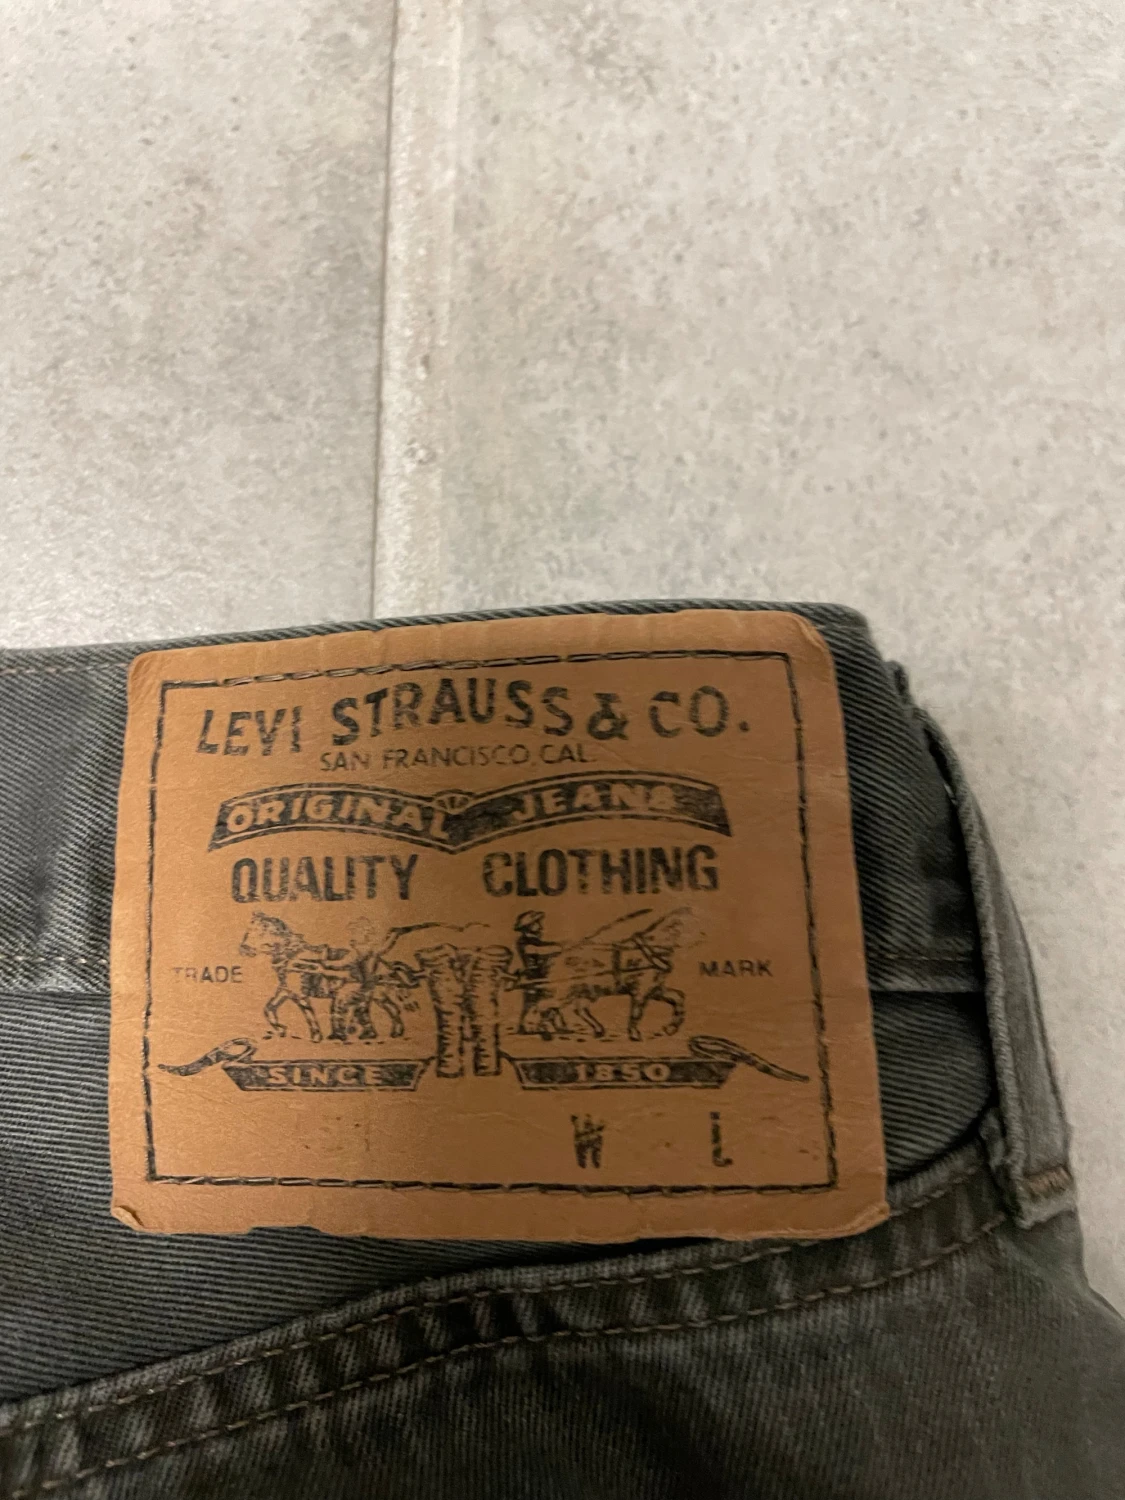 LEVI STRAUSS & CO.
SAN FRANCISCO, CAL.
ORIGINAL JEANS
QUALITY CLOTHING
TRADE MARK
SINCE 1850
W L